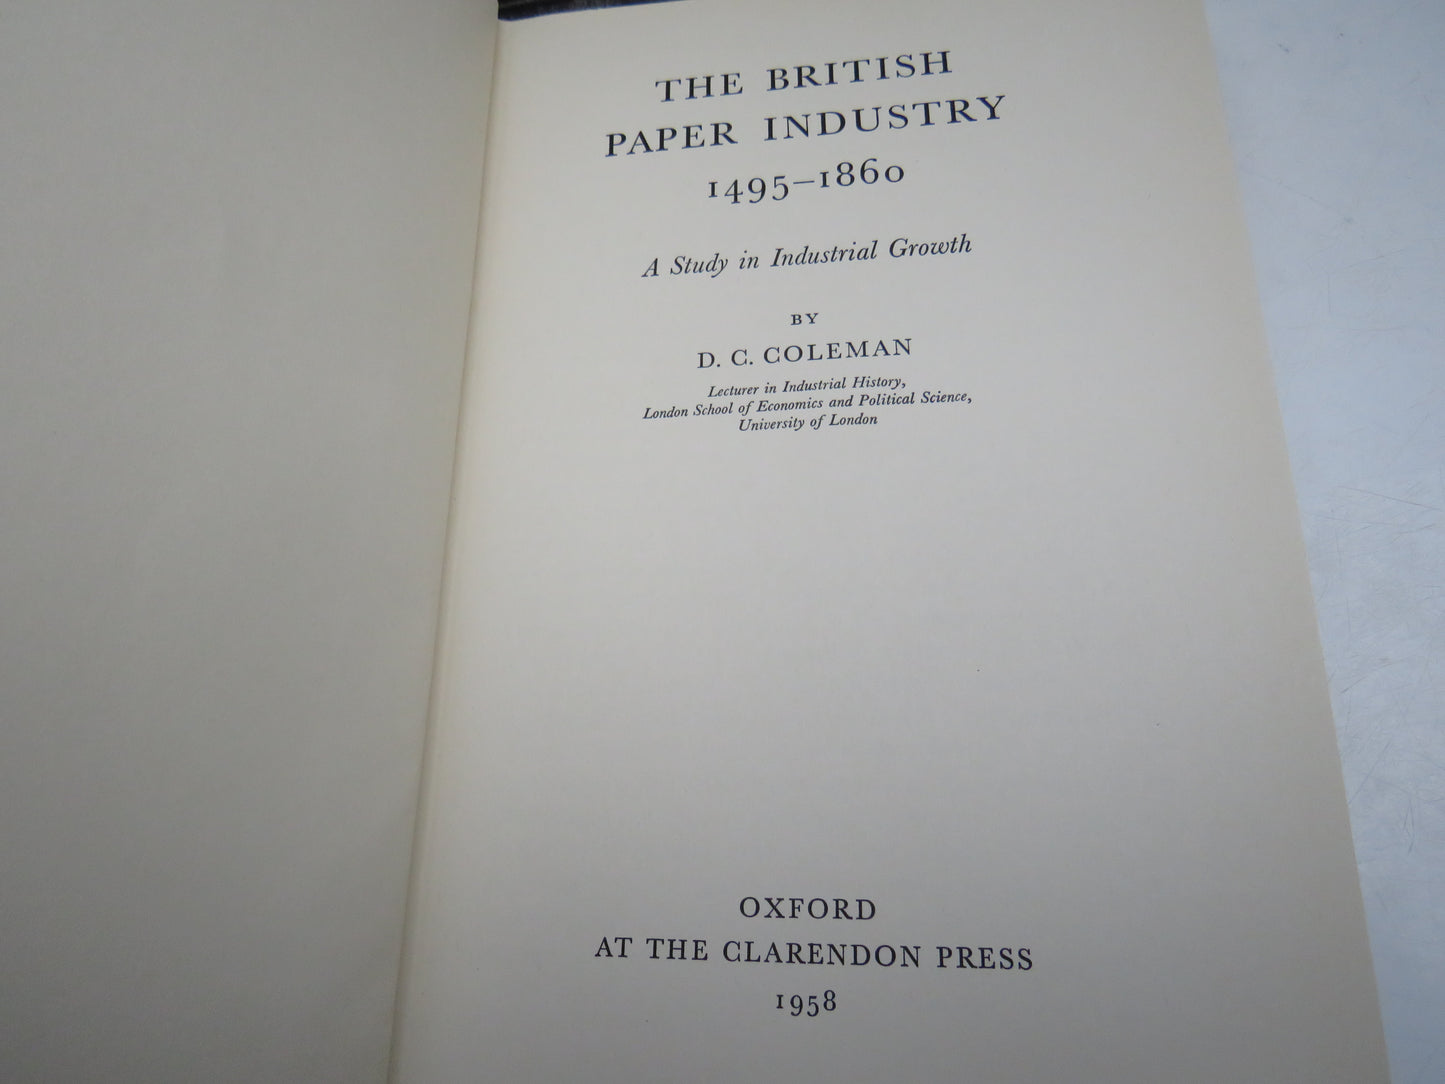 THE BRITISH
PAPER INDUSTRY
1495–1860
A Study in Industrial Growth
BY
D. C. COLEMAN
Lecturer in Industrial History,
London School of Economics and Political Science,
University of London
OXFORD
AT THE CLARENDON PRESS
1958